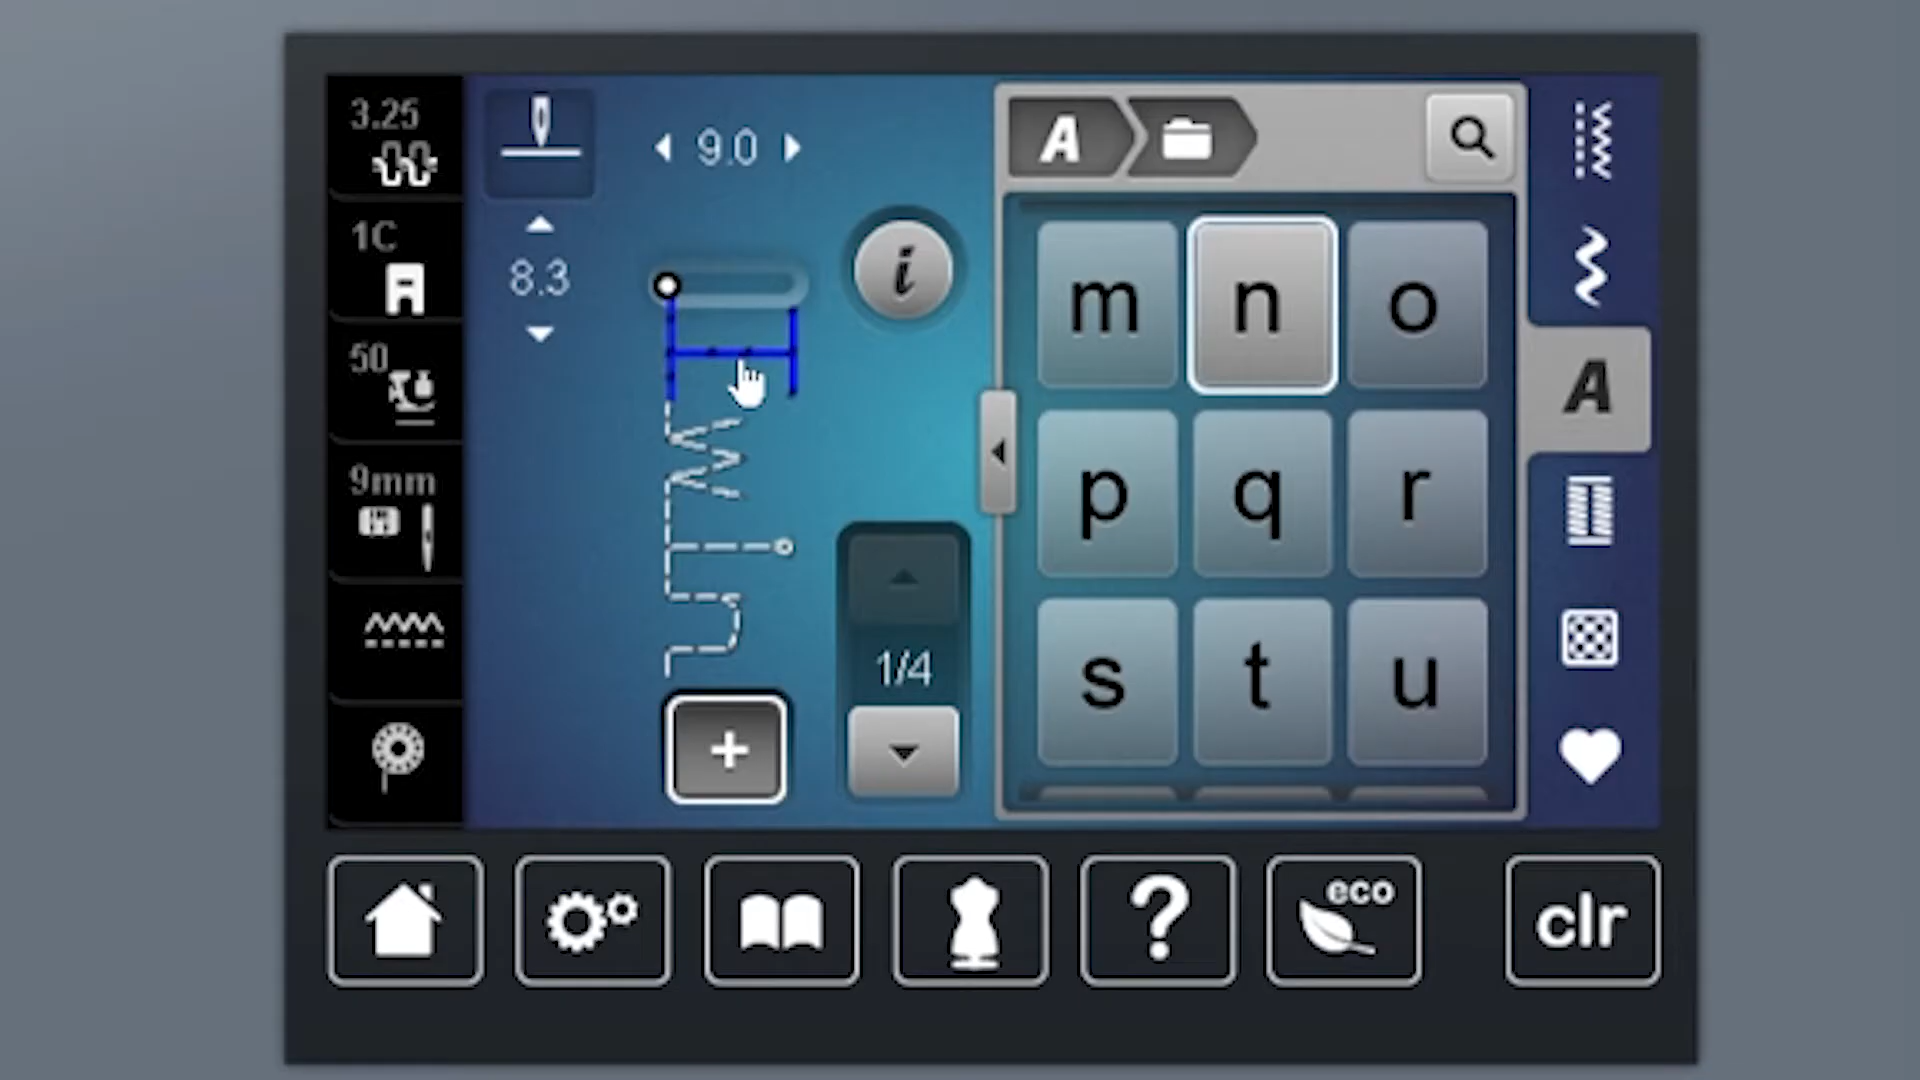 3.25
1C
50
9mm
9.0
8.3
H w i n
i
+
1/4
A
m n o
p q r
s t u
A
?
eco
clr